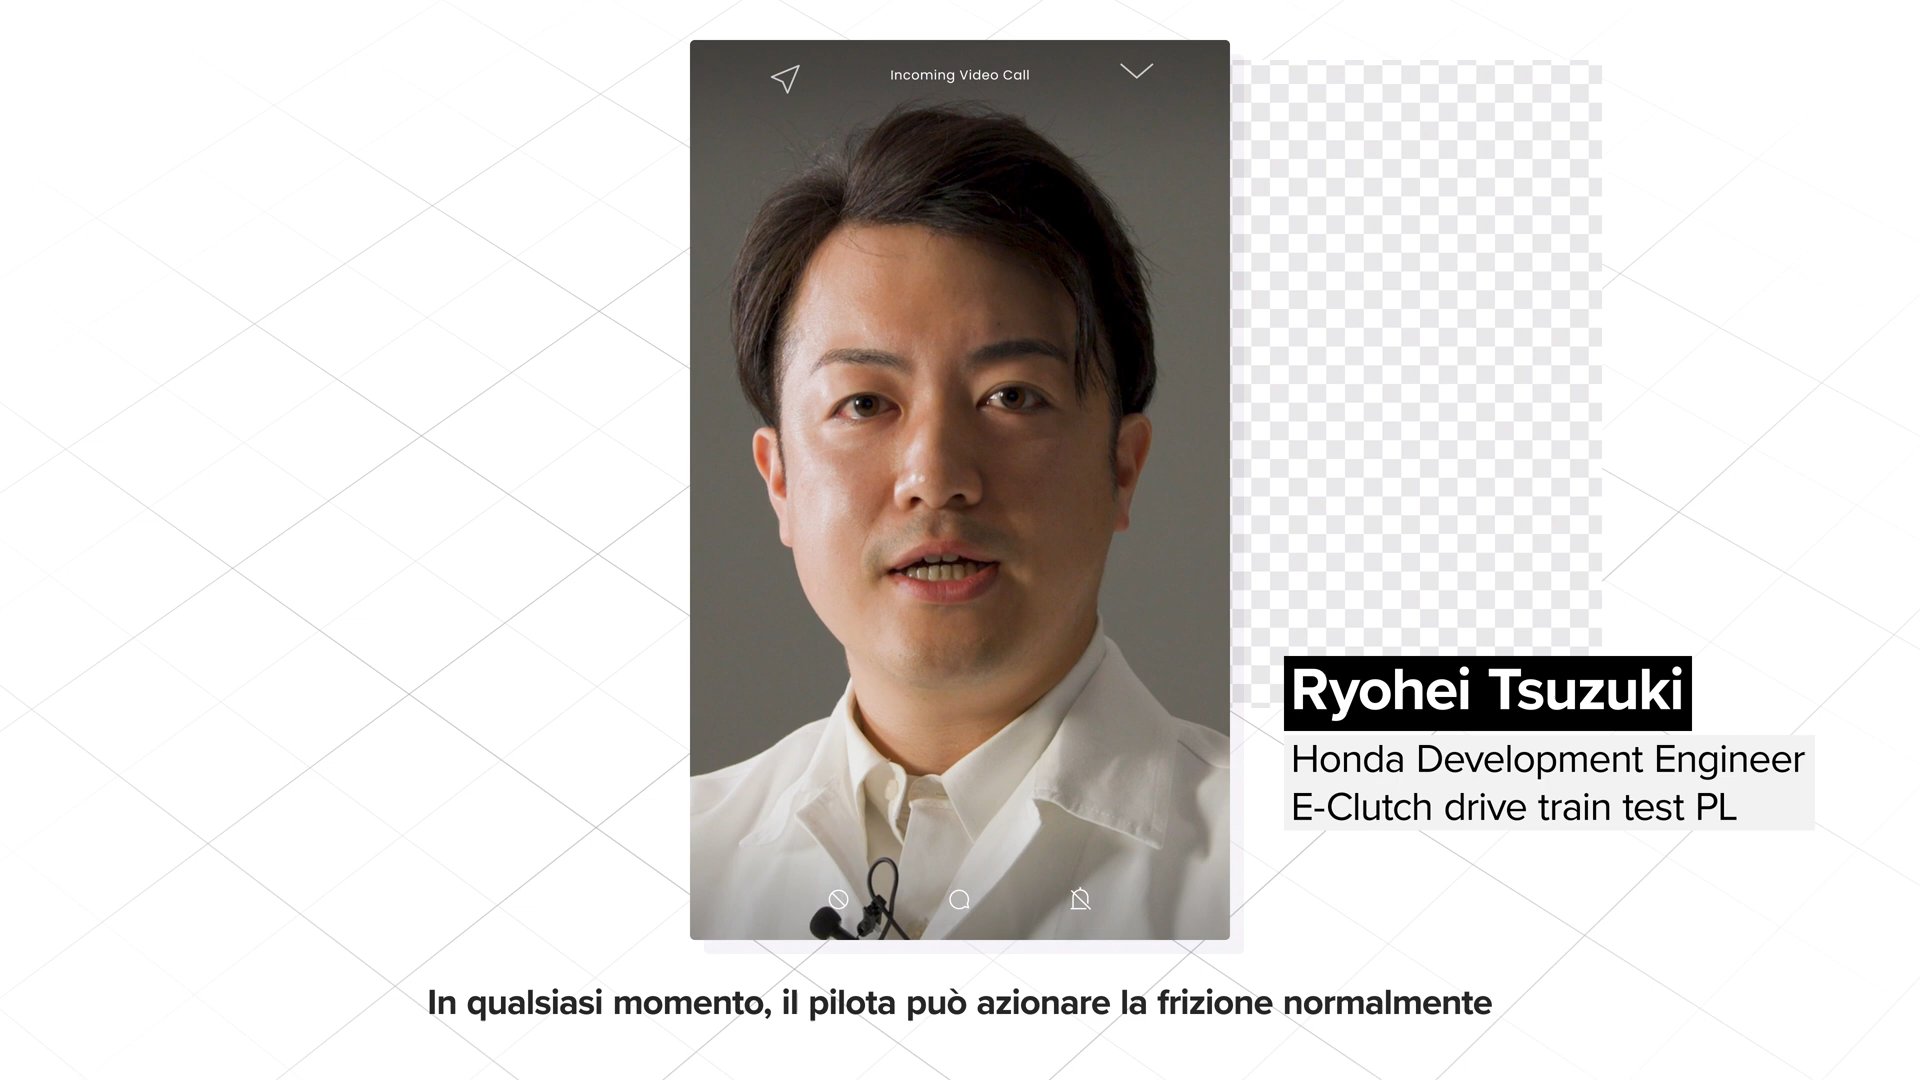 Incoming Video Call
Ryohei Tsuzuki
Honda Development Engineer
E-Clutch drive train test PL
In qualsiasi momento, il pilota può azionare la frizione normalmente